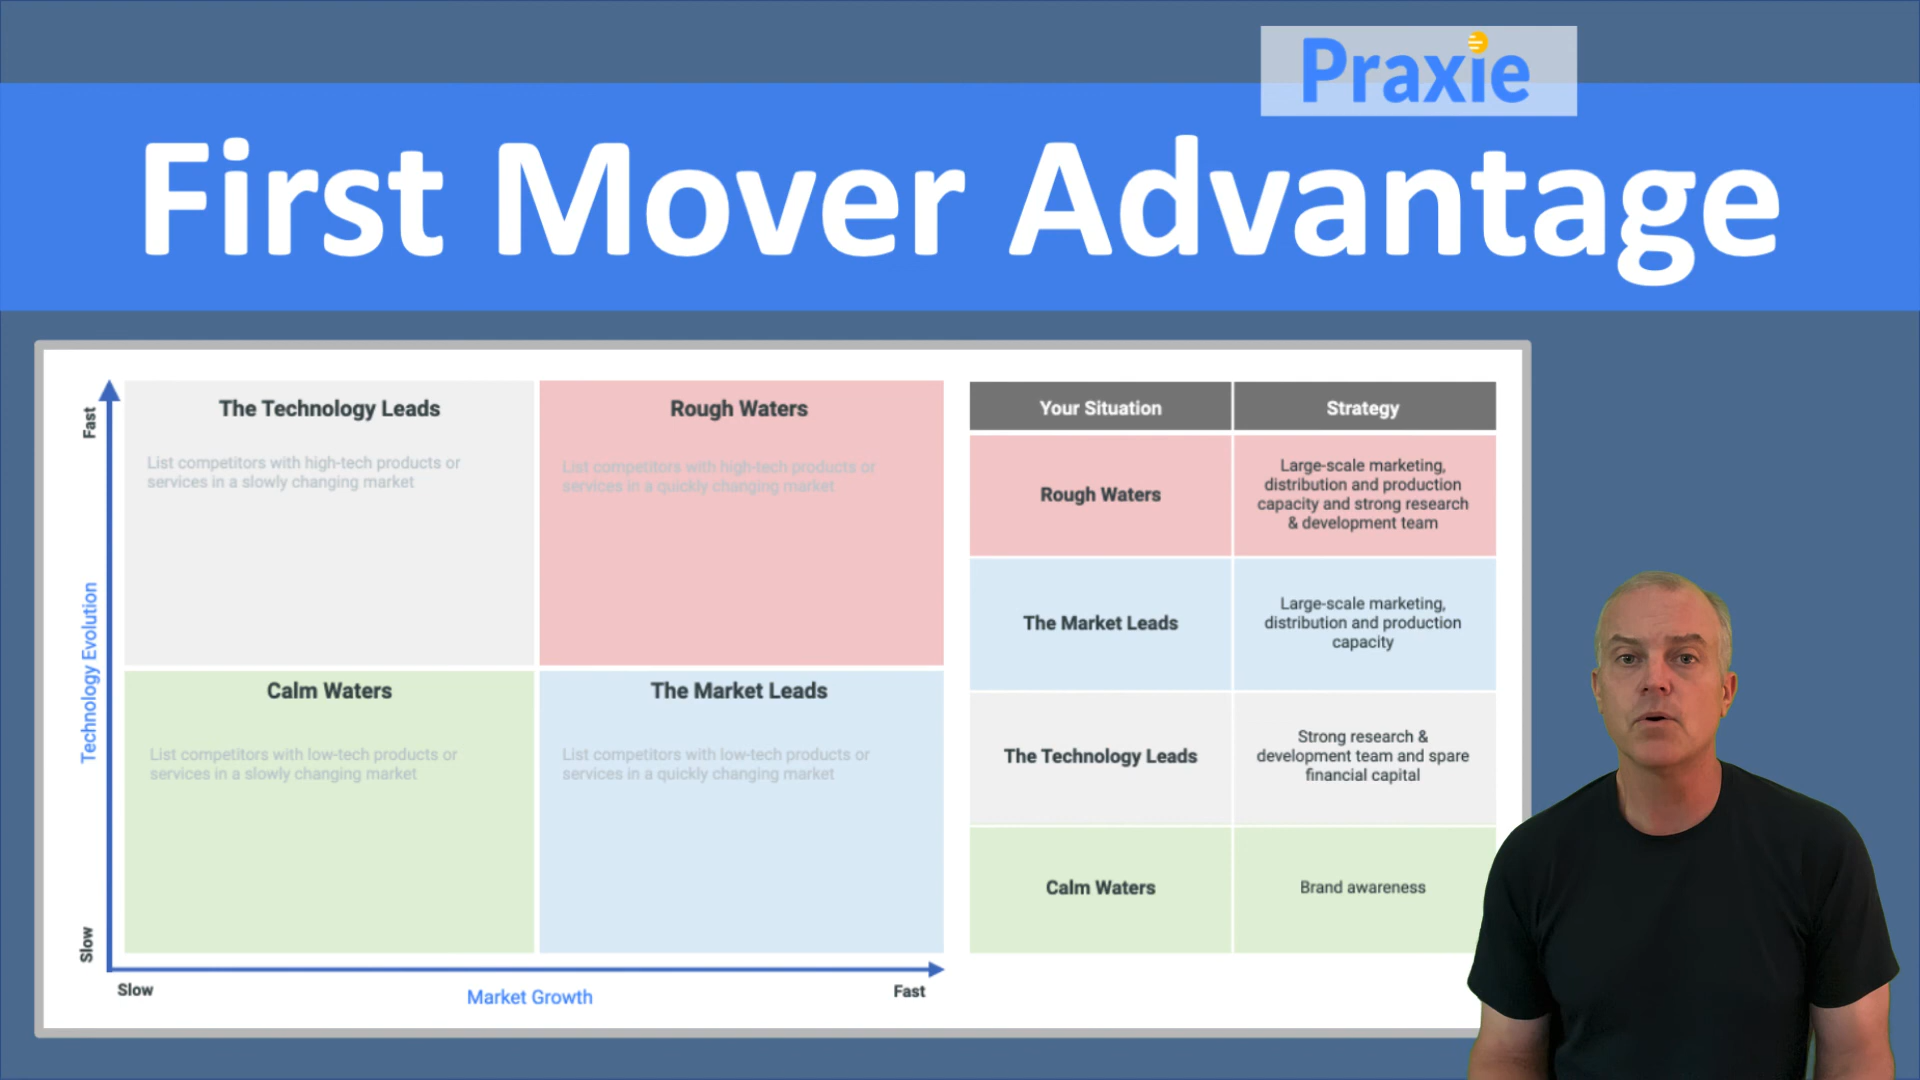 Praxie
First Mover Advantage
Fast
Technology Evolution
Slow
The Technology Leads
List competitors with high-tech products or
services in a slowly changing market
Rough Waters
List competitors with high-tech products or
services in a quickly changing market
Calm Waters
List competitors with low-tech products or
services in a slowly changing market
The Market Leads
List competitors with low-tech products or
services in a quickly changing market
Slow
Market Growth
Fast
Your Situation
Strategy
Rough Waters
Large-scale marketing,
distribution and production
capacity and strong research
& development team
The Market Leads
Large-scale marketing,
distribution and production
capacity
The Technology Leads
Strong research &
development team and spare
financial capital
Calm Waters
Brand awareness